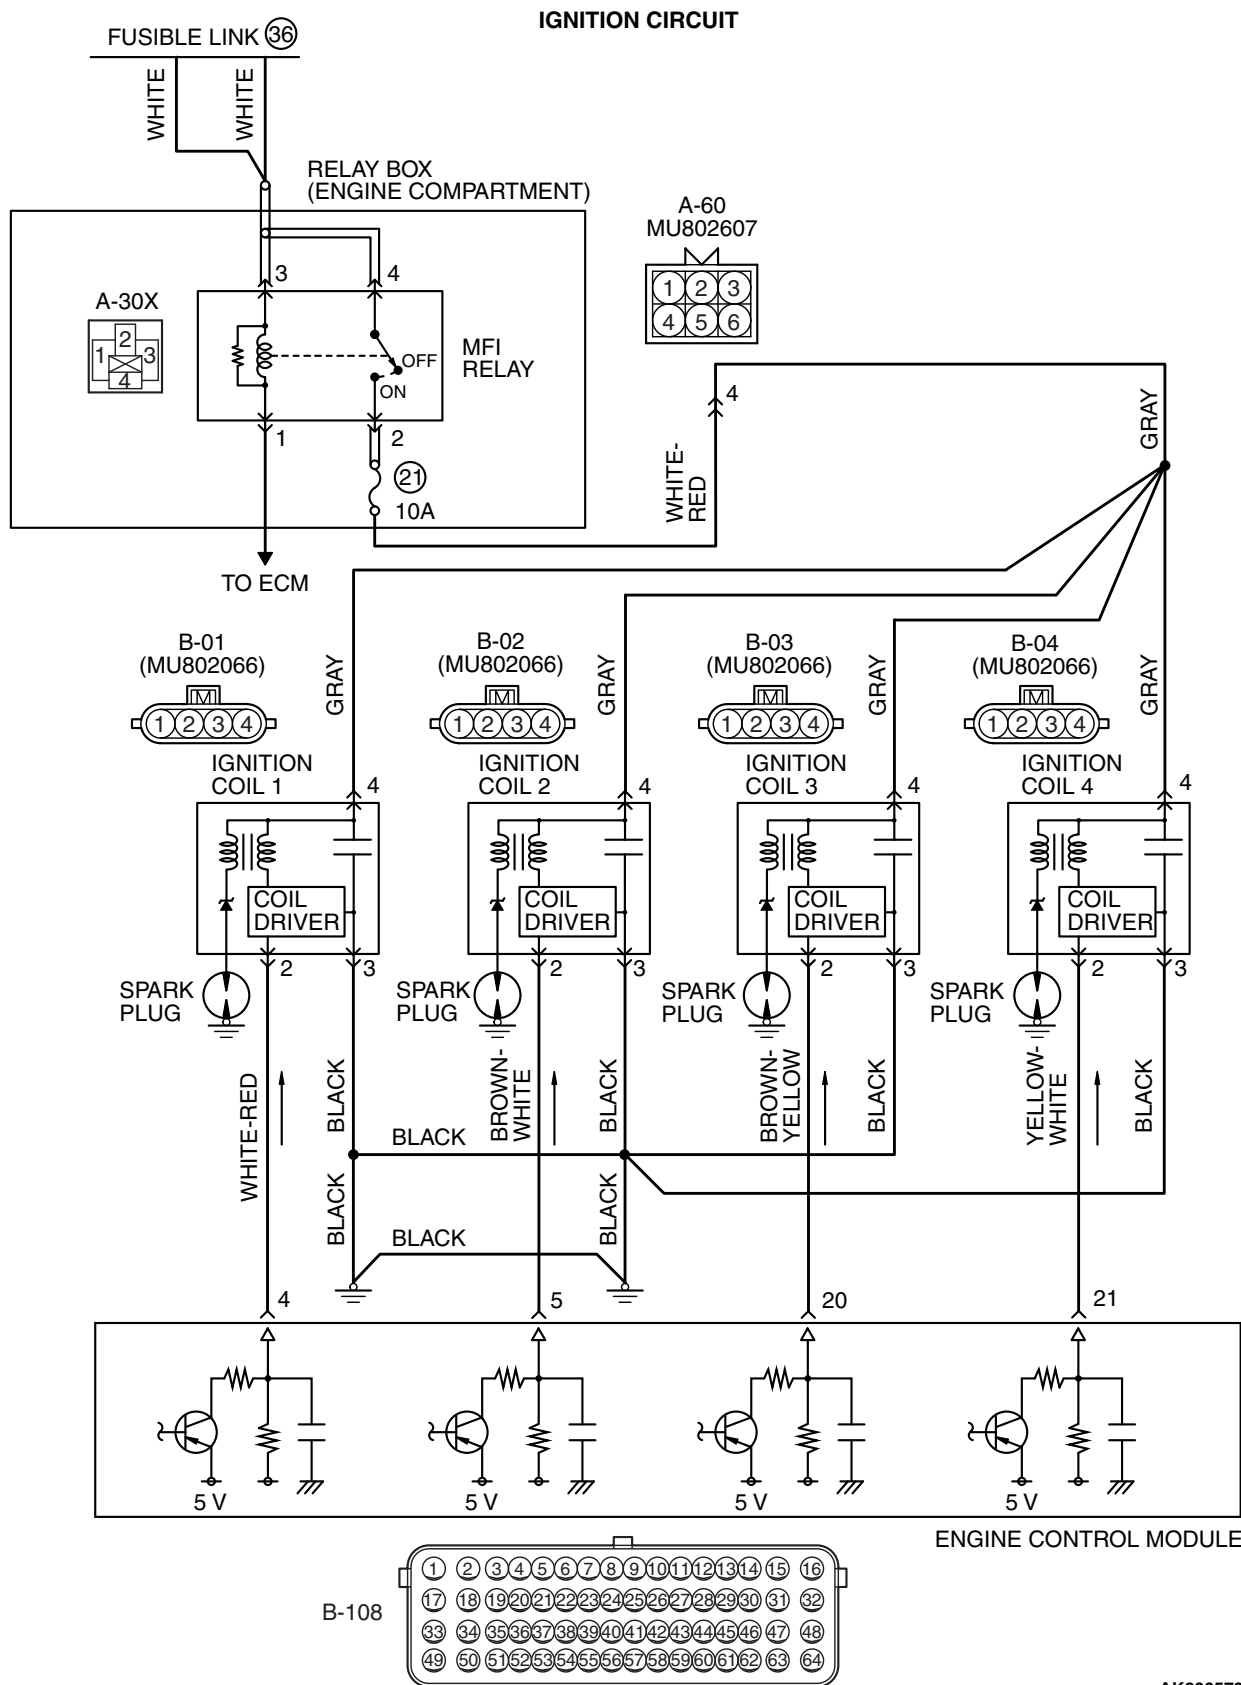 IGNITION CIRCUIT
FUSIBLE LINK 36
WHITE
WHITE
RELAY BOX
(ENGINE COMPARTMENT)
A-60
MU802607
1 2 3
4 5 6
3
4
A-30X
2
1 3
4
MFI
RELAY
OFF
ON
1
2
21
10A
TO ECM
4
WHITE-
RED
GRAY
B-01
(MU802066)
1 2 3 4
GRAY
B-02
(MU802066)
1 2 3 4
GRAY
B-03
(MU802066)
1 2 3 4
GRAY
B-04
(MU802066)
1 2 3 4
GRAY
IGNITION
COIL 1
4
IGNITION
COIL 2
4
IGNITION
COIL 3
4
IGNITION
COIL 4
4
COIL
DRIVER
COIL
DRIVER
COIL
DRIVER
COIL
DRIVER
2
3
2
3
2
3
2
3
SPARK
PLUG
SPARK
PLUG
SPARK
PLUG
SPARK
PLUG
WHITE-RED
BLACK
BROWN-
WHITE
BLACK
BROWN-
YELLOW
BLACK
YELLOW-
WHITE
BLACK
BLACK
BLACK
BLACK
BLACK
4
5
20
21
5 V
5 V
5 V
5 V
ENGINE CONTROL MODULE
B-108
1 2 3 4 5 6 7 8 9 10 11 12 13 14 15 16
17 18 19 20 21 22 23 24 25 26 27 28 29 30 31 32
33 34 35 36 37 38 39 40 41 42 43 44 45 46 47 48
49 50 51 52 53 54 55 56 57 58 59 60 61 62 63 64